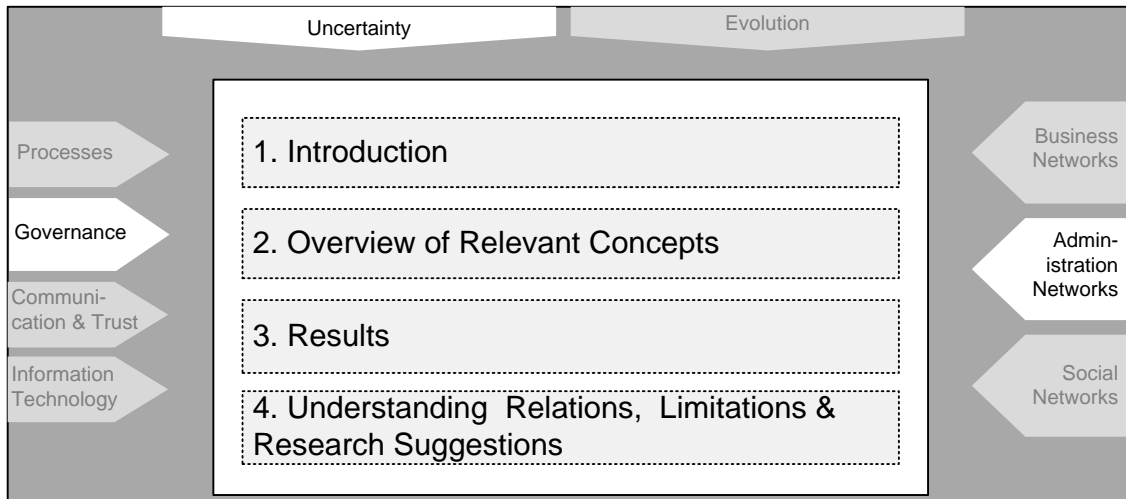 Uncertainty
Evolution
Processes
Governance
Communi-
cation & Trust
Information
Technology
1. Introduction
2. Overview of Relevant Concepts
3. Results
4. Understanding  Relations,  Limitations &
Research Suggestions
Business
Networks
Admin-
istration
Networks
Social
Networks